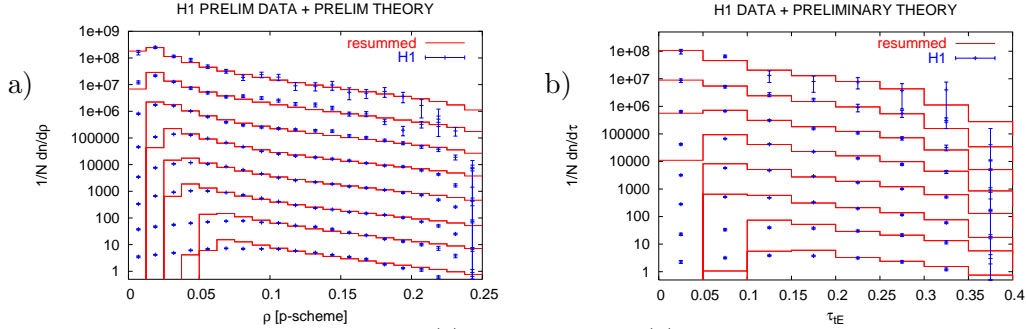 H1 PRELIM DATA + PRELIM THEORY
a)
1/N dn/dρ
1e+09
1e+08
1e+07
1e+06
100000
10000
1000
100
10
1
resummed
H1
0 0.05 0.1 0.15 0.2 0.25
ρ [p-scheme]
H1 DATA + PRELIMINARY THEORY
b)
1/N dn/dτ
1e+08
1e+07
1e+06
100000
10000
1000
100
10
1
resummed
H1
0 0.05 0.1 0.15 0.2 0.25 0.3 0.35 0.4
τtE